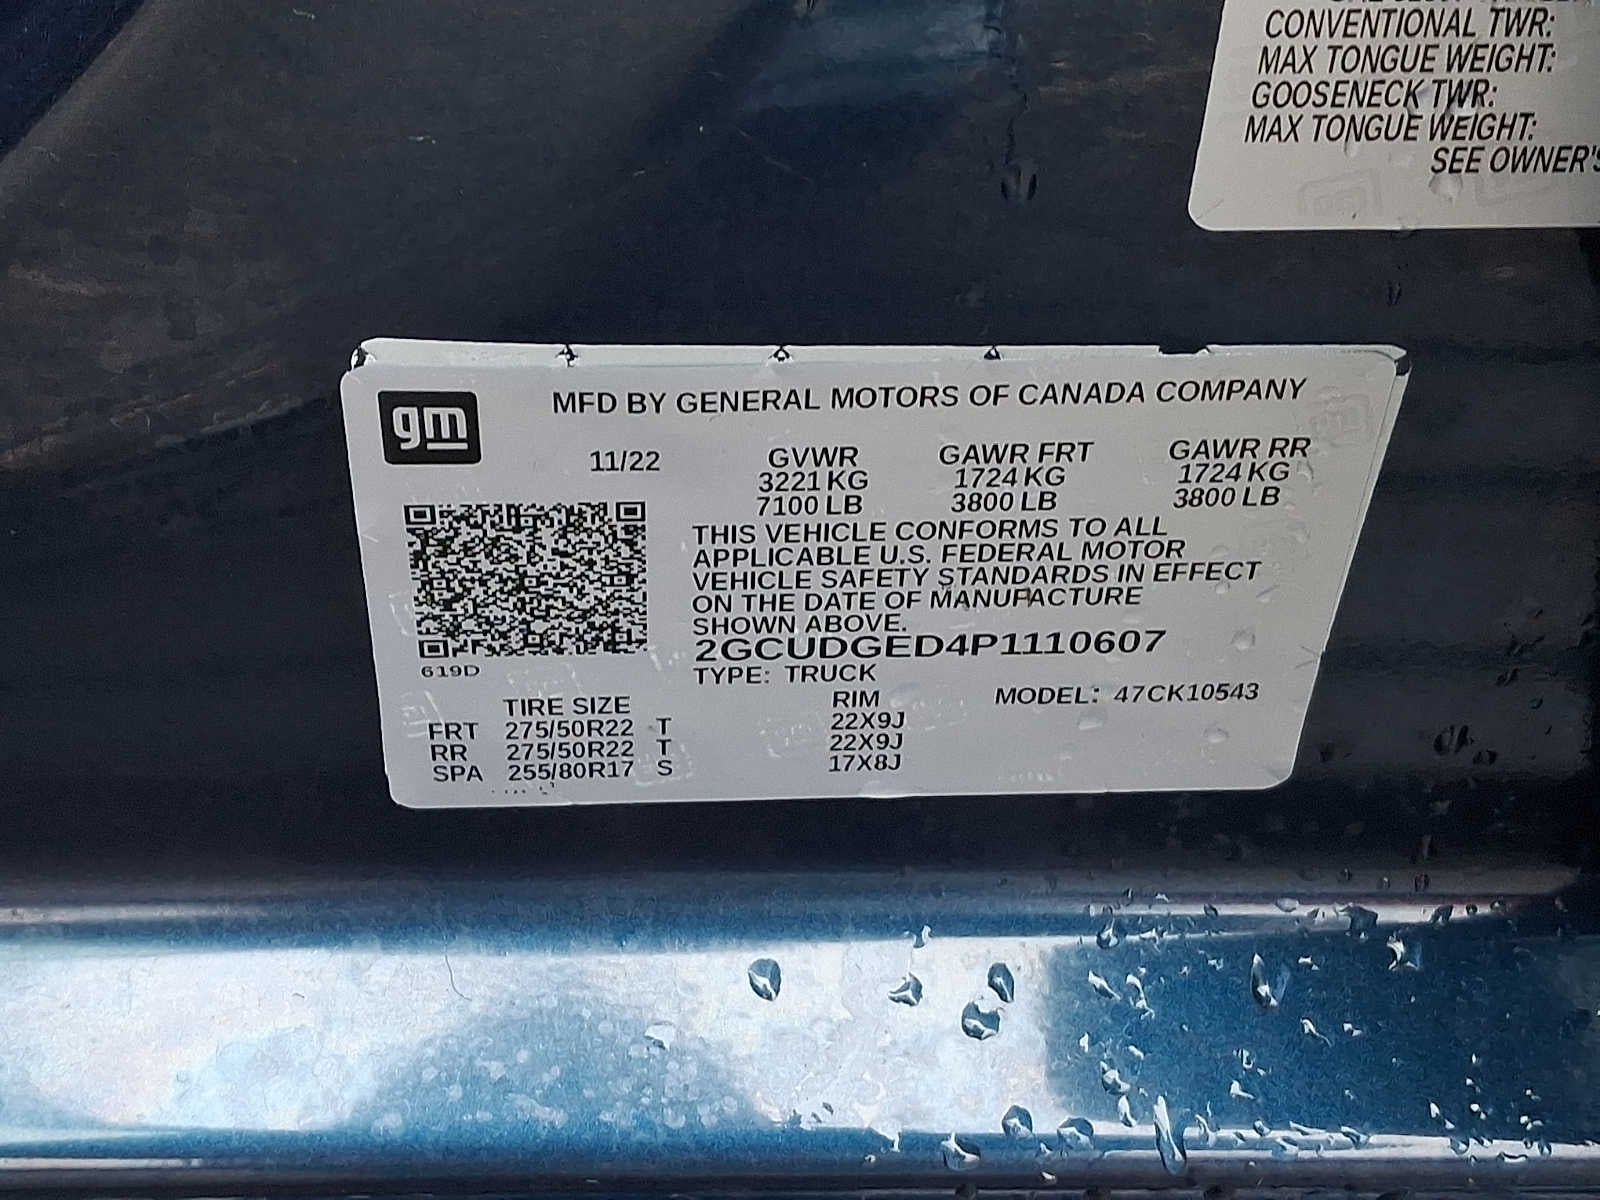 CONVENTIONAL TWR:
MAX TONGUE WEIGHT:
GOOSENECK TWR:
MAX TONGUE WEIGHT:
SEE OWNER'S
gm
MFD BY GENERAL MOTORS OF CANADA COMPANY
11/22 GVWR GAWR FRT GAWR RR
3221 KG 1724 KG 1724 KG
7100 LB 3800 LB 3800 LB
THIS VEHICLE CONFORMS TO ALL
APPLICABLE U.S. FEDERAL MOTOR
VEHICLE SAFETY STANDARDS IN EFFECT
ON THE DATE OF MANUFACTURE
SHOWN ABOVE.
2GCUDGED4P1110607
619D
TYPE: TRUCK
TIRE SIZE RIM MODEL: 47CK10543
FRT 275/50R22 T 22X9J
RR 275/50R22 T 22X9J
SPA 255/80R17 S 17X8J